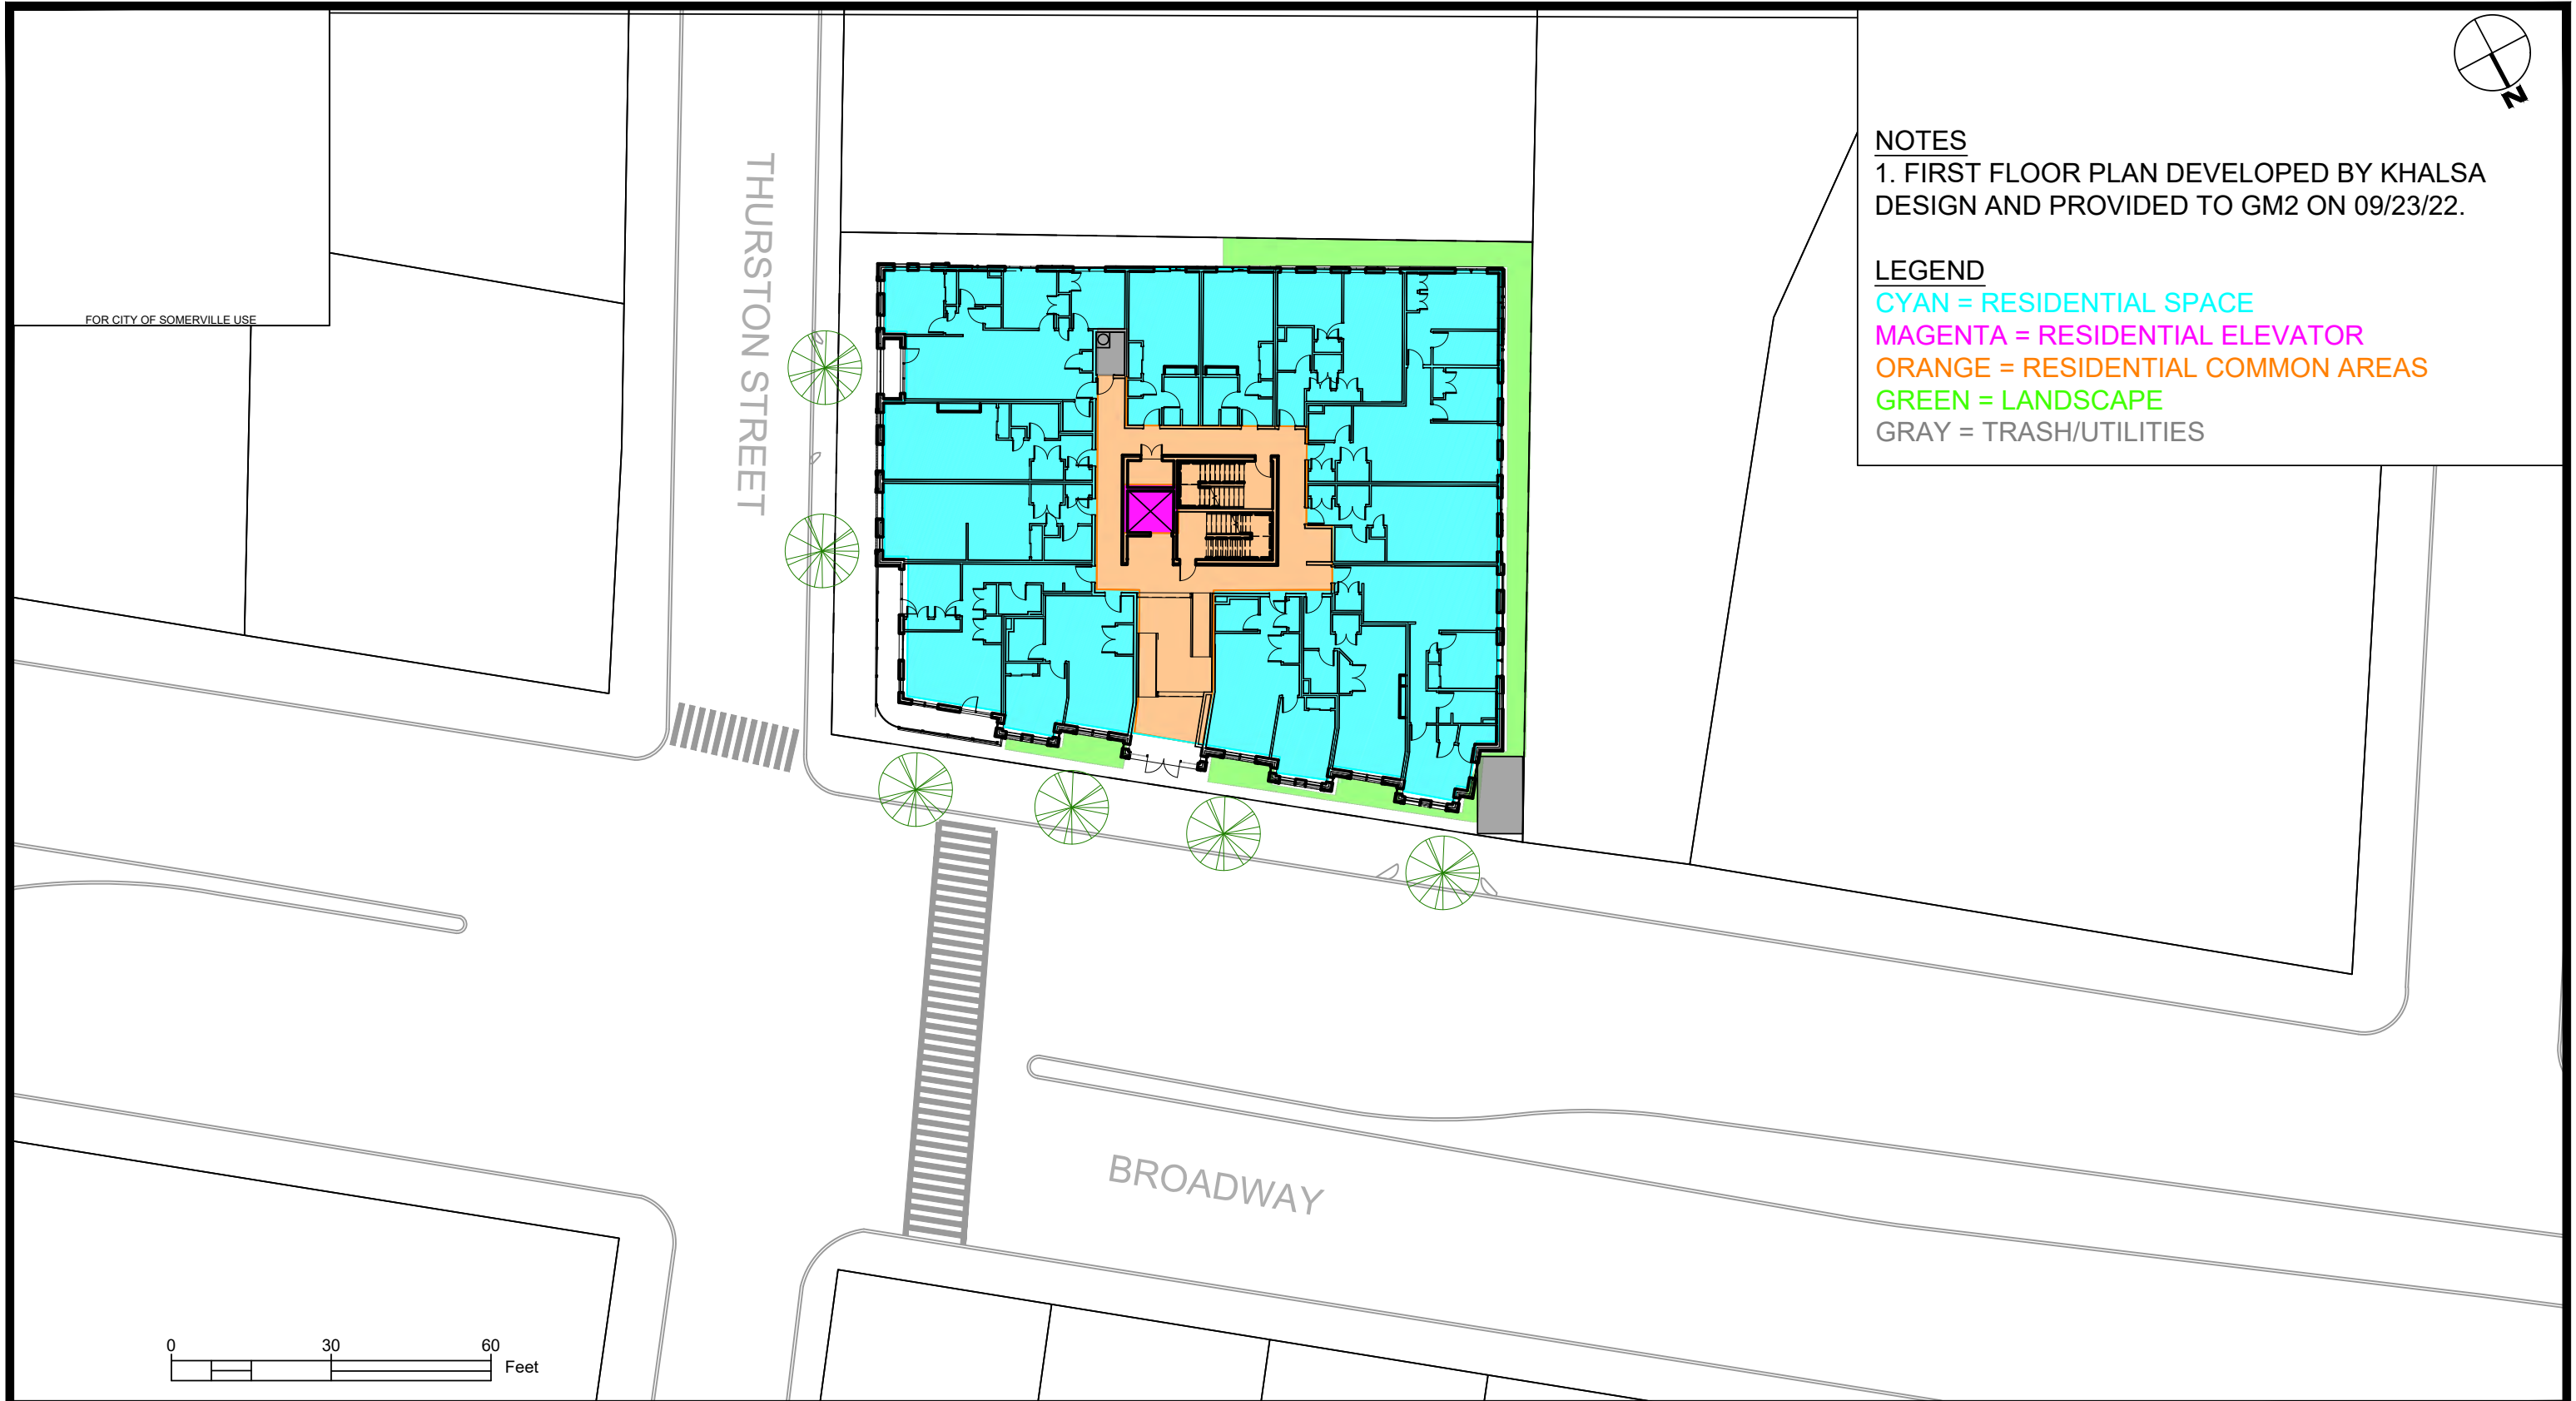 N
NOTES
1. FIRST FLOOR PLAN DEVELOPED BY KHALSA
DESIGN AND PROVIDED TO GM2 ON 09/23/22.
LEGEND
CYAN = RESIDENTIAL SPACE
MAGENTA = RESIDENTIAL ELEVATOR
ORANGE = RESIDENTIAL COMMON AREAS
GREEN = LANDSCAPE
GRAY = TRASH/UTILITIES
FOR CITY OF SOMERVILLE USE
THURSTON STREET
BROADWAY
0 30 60
Feet